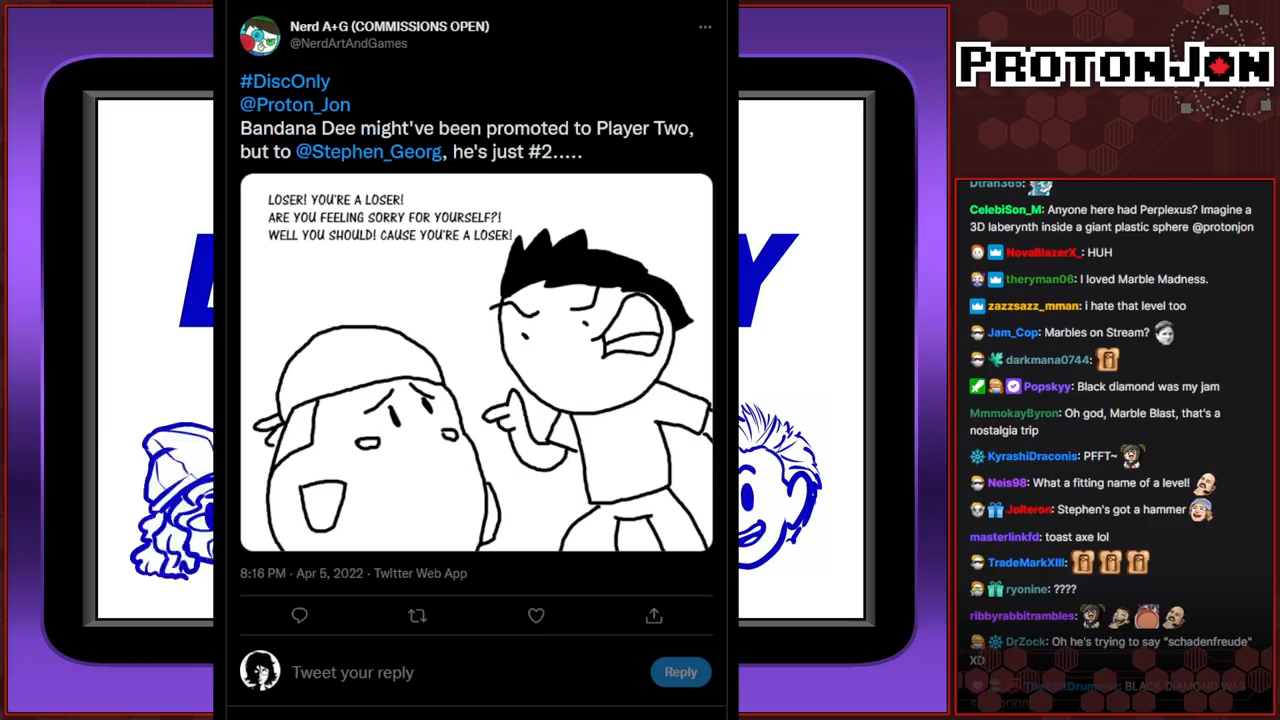 Nerd A+G (COMMISSIONS OPEN)
@NerdArtAndGames
#DiscOnly
@Proton_Jon
Bandana Dee might've been promoted to Player Two,
but to @Stephen_Georg, he's just #2.....
LOSER! YOU'RE A LOSER!
ARE YOU FEELING SORRY FOR YOURSELF?!
WELL YOU SHOULD! CAUSE YOU'RE A LOSER!
8:16 PM · Apr 5, 2022 · Twitter Web App
Tweet your reply
Reply
PROTONJON
Dtran365:
CelebiSon_M: Anyone here had Perplexus? Imagine a
3D laberynth inside a giant plastic sphere @protonjon
NovaBlazerX_: HUH
theryman06: I loved Marble Madness.
zazzsazz_mman: i hate that level too
Jam_Cop: Marbles on Stream?
darkmana0744:
Popskyy: Black diamond was my jam
MmmokayByron: Oh god, Marble Blast, that's a
nostalgia trip
KyrashiDraconis: PFFT~
Neis98: What a fitting name of a level!
Jolteron: Stephen's got a hammer
masterlinkfd: toast axe lol
TradeMarkXIII:
ryonine: ????
ribbyrabbitrambles:
DrZock: Oh he's trying to say "schadenfreude"
XD
BLACK DIAMOND WAS